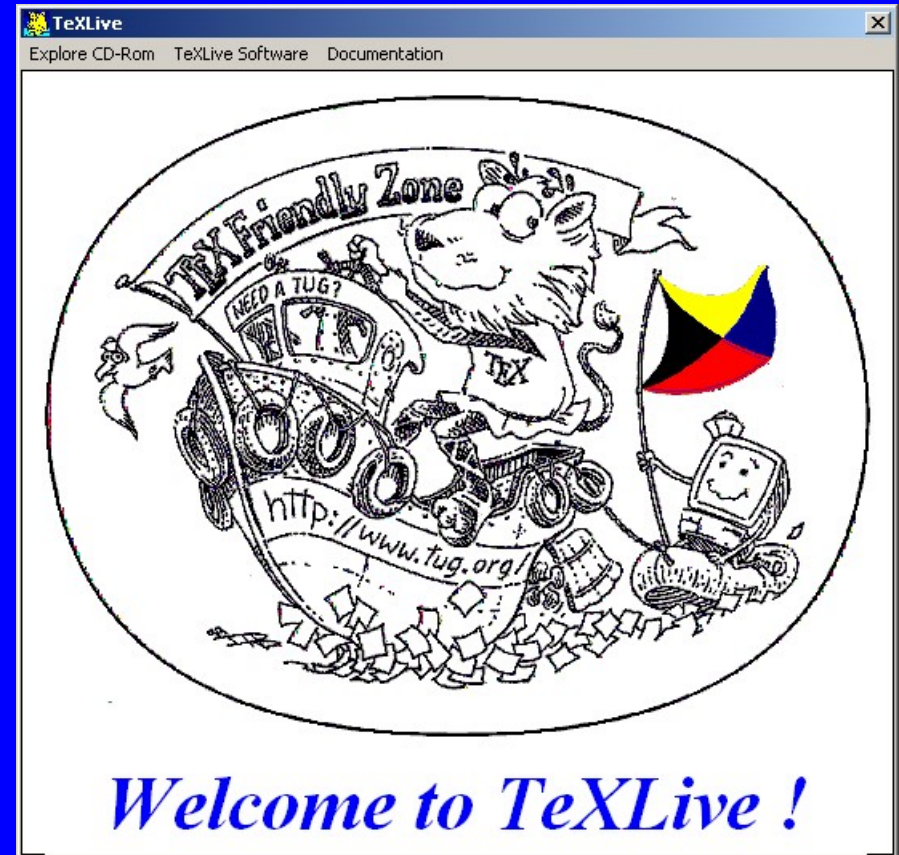 TeXLive
Explore CD-Rom TeXLive Software Documentation
TEX Friendly Zone
NEED A TUG?
TEX
http://www.tug.org/
Welcome to TeXLive !